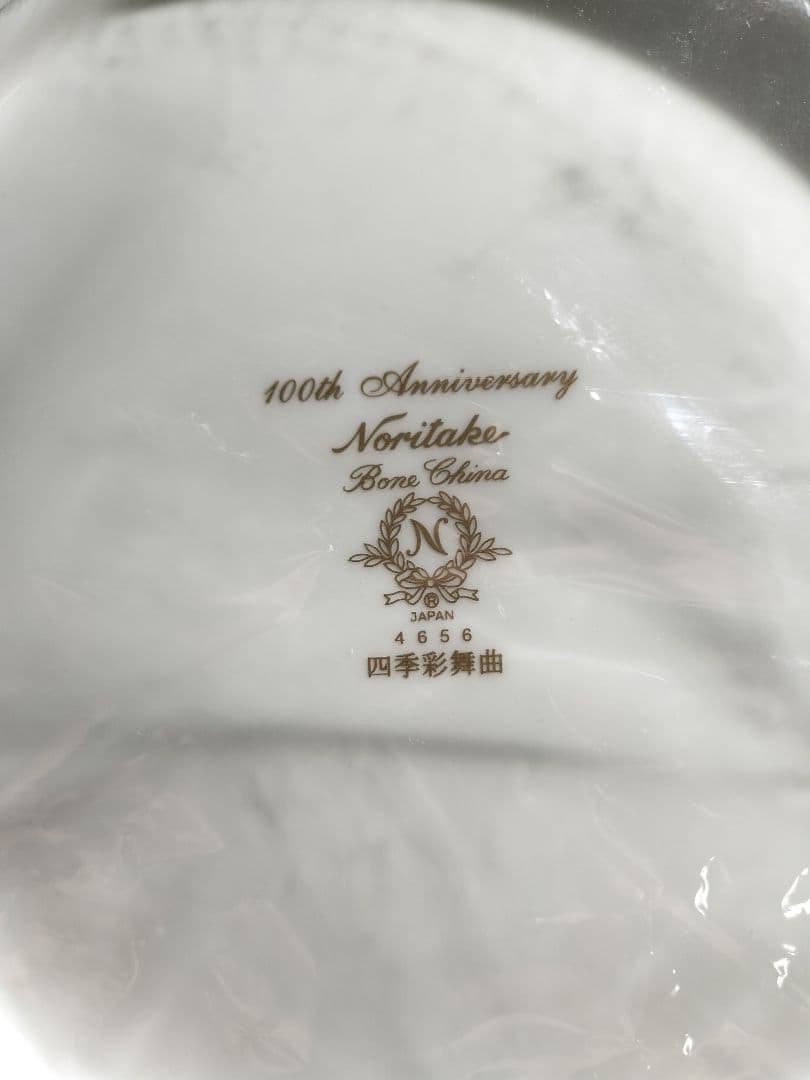 100th Anniversary
Noritake
Bone China
N
®
JAPAN
4656
四季彩舞曲